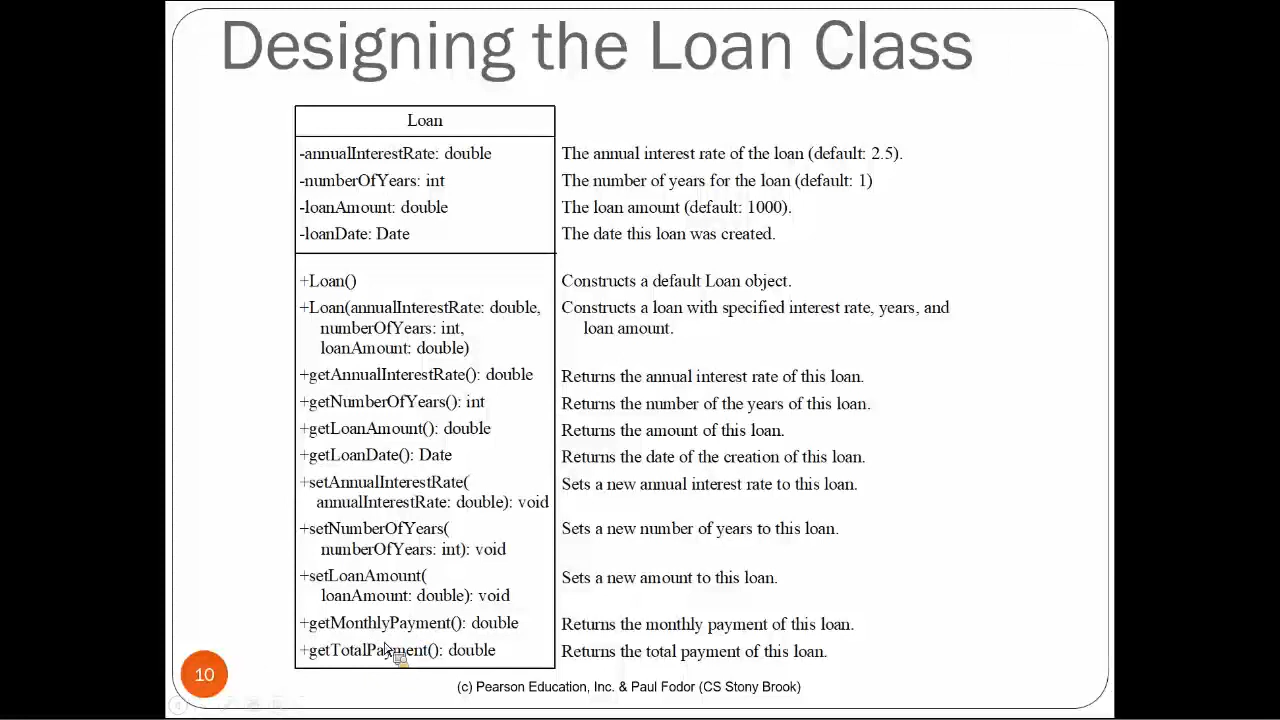 Designing the Loan Class
Loan
-annualInterestRate: double
The annual interest rate of the loan (default: 2.5).
-numberOfYears: int
The number of years for the loan (default: 1)
-loanAmount: double
The loan amount (default: 1000).
-loanDate: Date
The date this loan was created.
+Loan()
Constructs a default Loan object.
+Loan(annualInterestRate: double,
numberOfYears: int,
loanAmount: double)
Constructs a loan with specified interest rate, years, and
loan amount.
+getAnnualInterestRate(): double
Returns the annual interest rate of this loan.
+getNumberOfYears(): int
Returns the number of the years of this loan.
+getLoanAmount(): double
Returns the amount of this loan.
+getLoanDate(): Date
Returns the date of the creation of this loan.
+setAnnualInterestRate(
annualInterestRate: double): void
Sets a new annual interest rate to this loan.
+setNumberOfYears(
numberOfYears: int): void
Sets a new number of years to this loan.
+setLoanAmount(
loanAmount: double): void
Sets a new amount to this loan.
+getMonthlyPayment(): double
Returns the monthly payment of this loan.
+getTotalPayment(): double
Returns the total payment of this loan.
10
(c) Pearson Education, Inc. & Paul Fodor (CS Stony Brook)